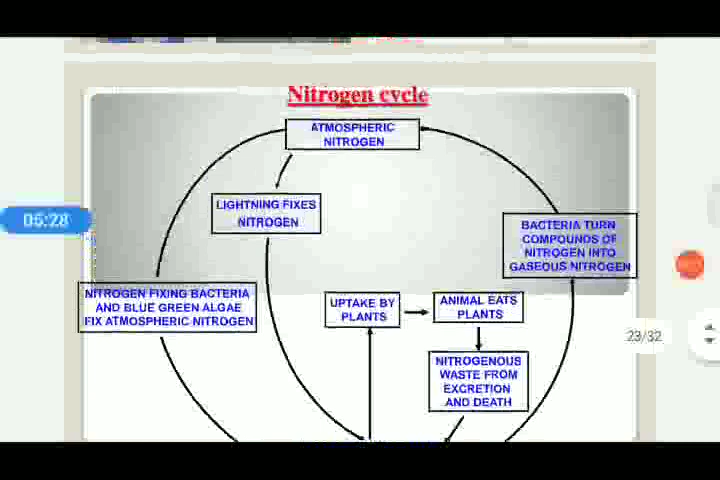 Nitrogen cycle
ATMOSPHERIC
NITROGEN
LIGHTNING FIXES
NITROGEN
05:28
BACTERIA TURN
COMPOUNDS OF
NITROGEN INTO
GASEOUS NITROGEN
NITROGEN FIXING BACTERIA
AND BLUE GREEN ALGAE
FIX ATMOSPHERIC NITROGEN
UPTAKE BY
PLANTS
ANIMAL EATS
PLANTS
23/32
NITROGENOUS
WASTE FROM
EXCRETION
AND DEATH